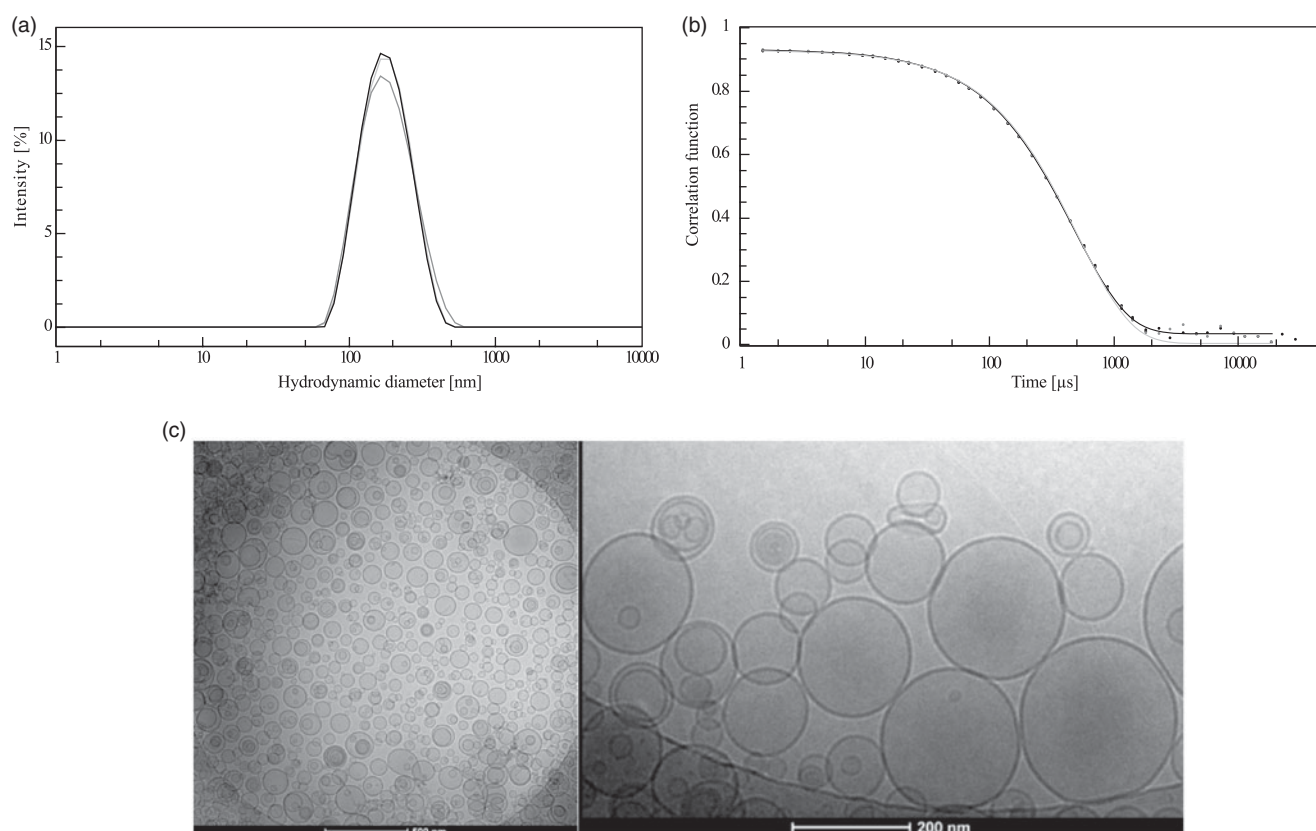 (a)
15
10
5
0
Intensity [%]
1 10 100 1000 10000
Hydrodynamic diameter [nm]
(b)
1
0.8
0.6
0.4
0.2
0
Correlation function
1 10 100 1000 10000
Time [µs]
(c)
200 nm